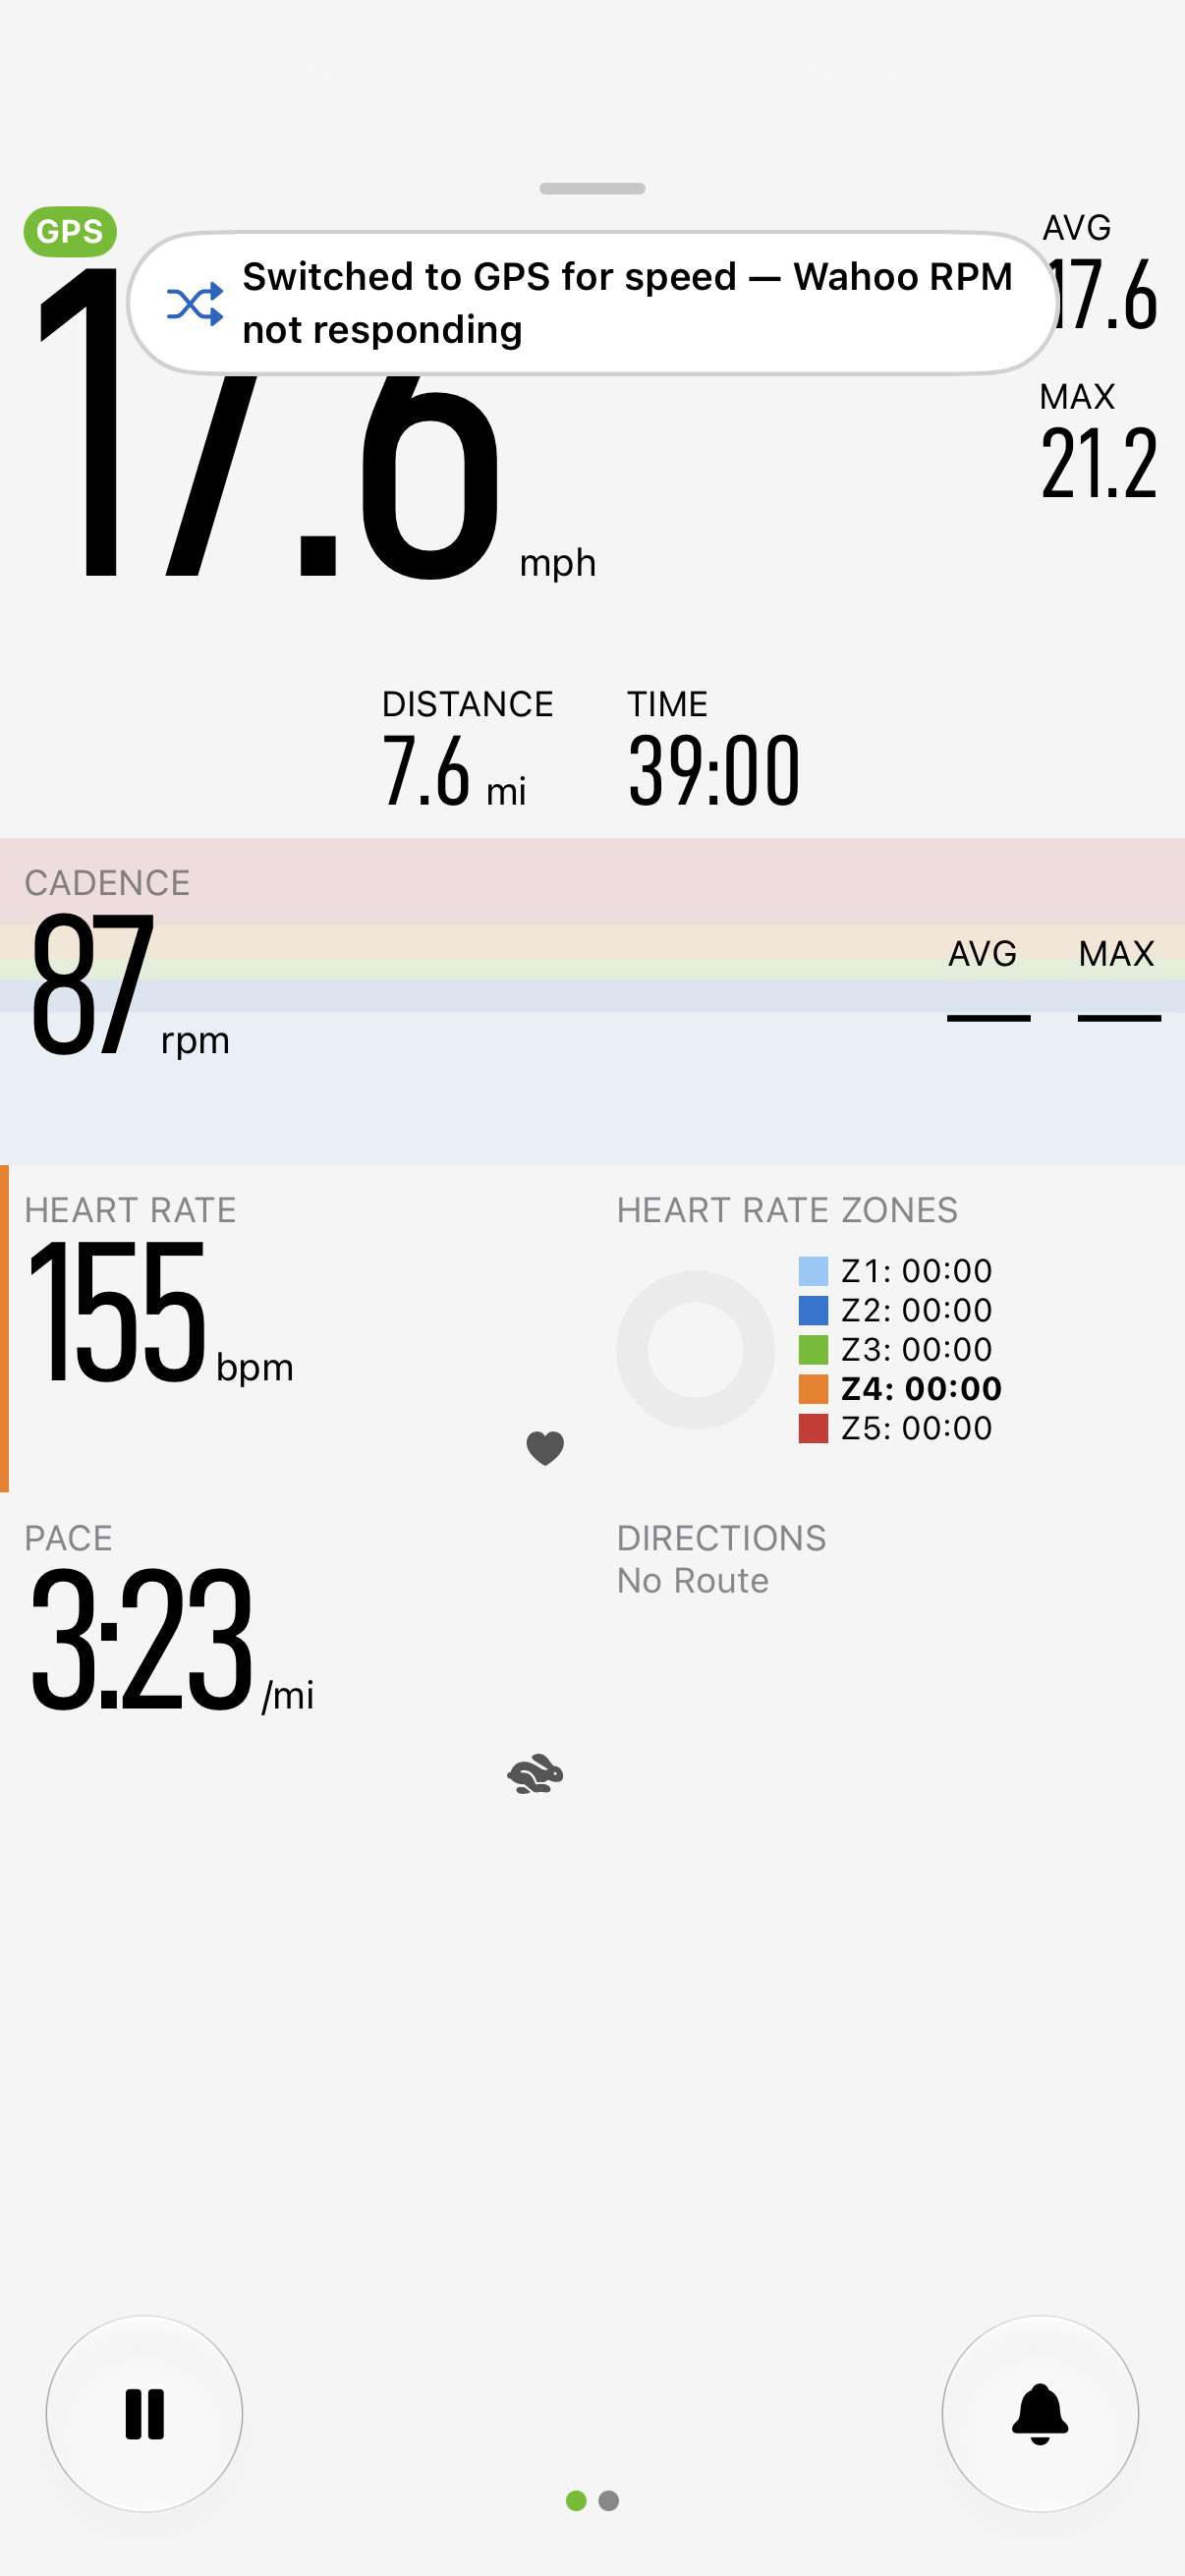 GPS
Switched to GPS for speed — Wahoo RPM
not responding
17.6 mph
AVG
17.6
MAX
21.2
DISTANCE
7.6 mi
TIME
39:00
CADENCE
87 rpm
AVG
MAX
HEART RATE
155 bpm
HEART RATE ZONES
Z1: 00:00
Z2: 00:00
Z3: 00:00
Z4: 00:00
Z5: 00:00
PACE
3:23 /mi
DIRECTIONS
No Route